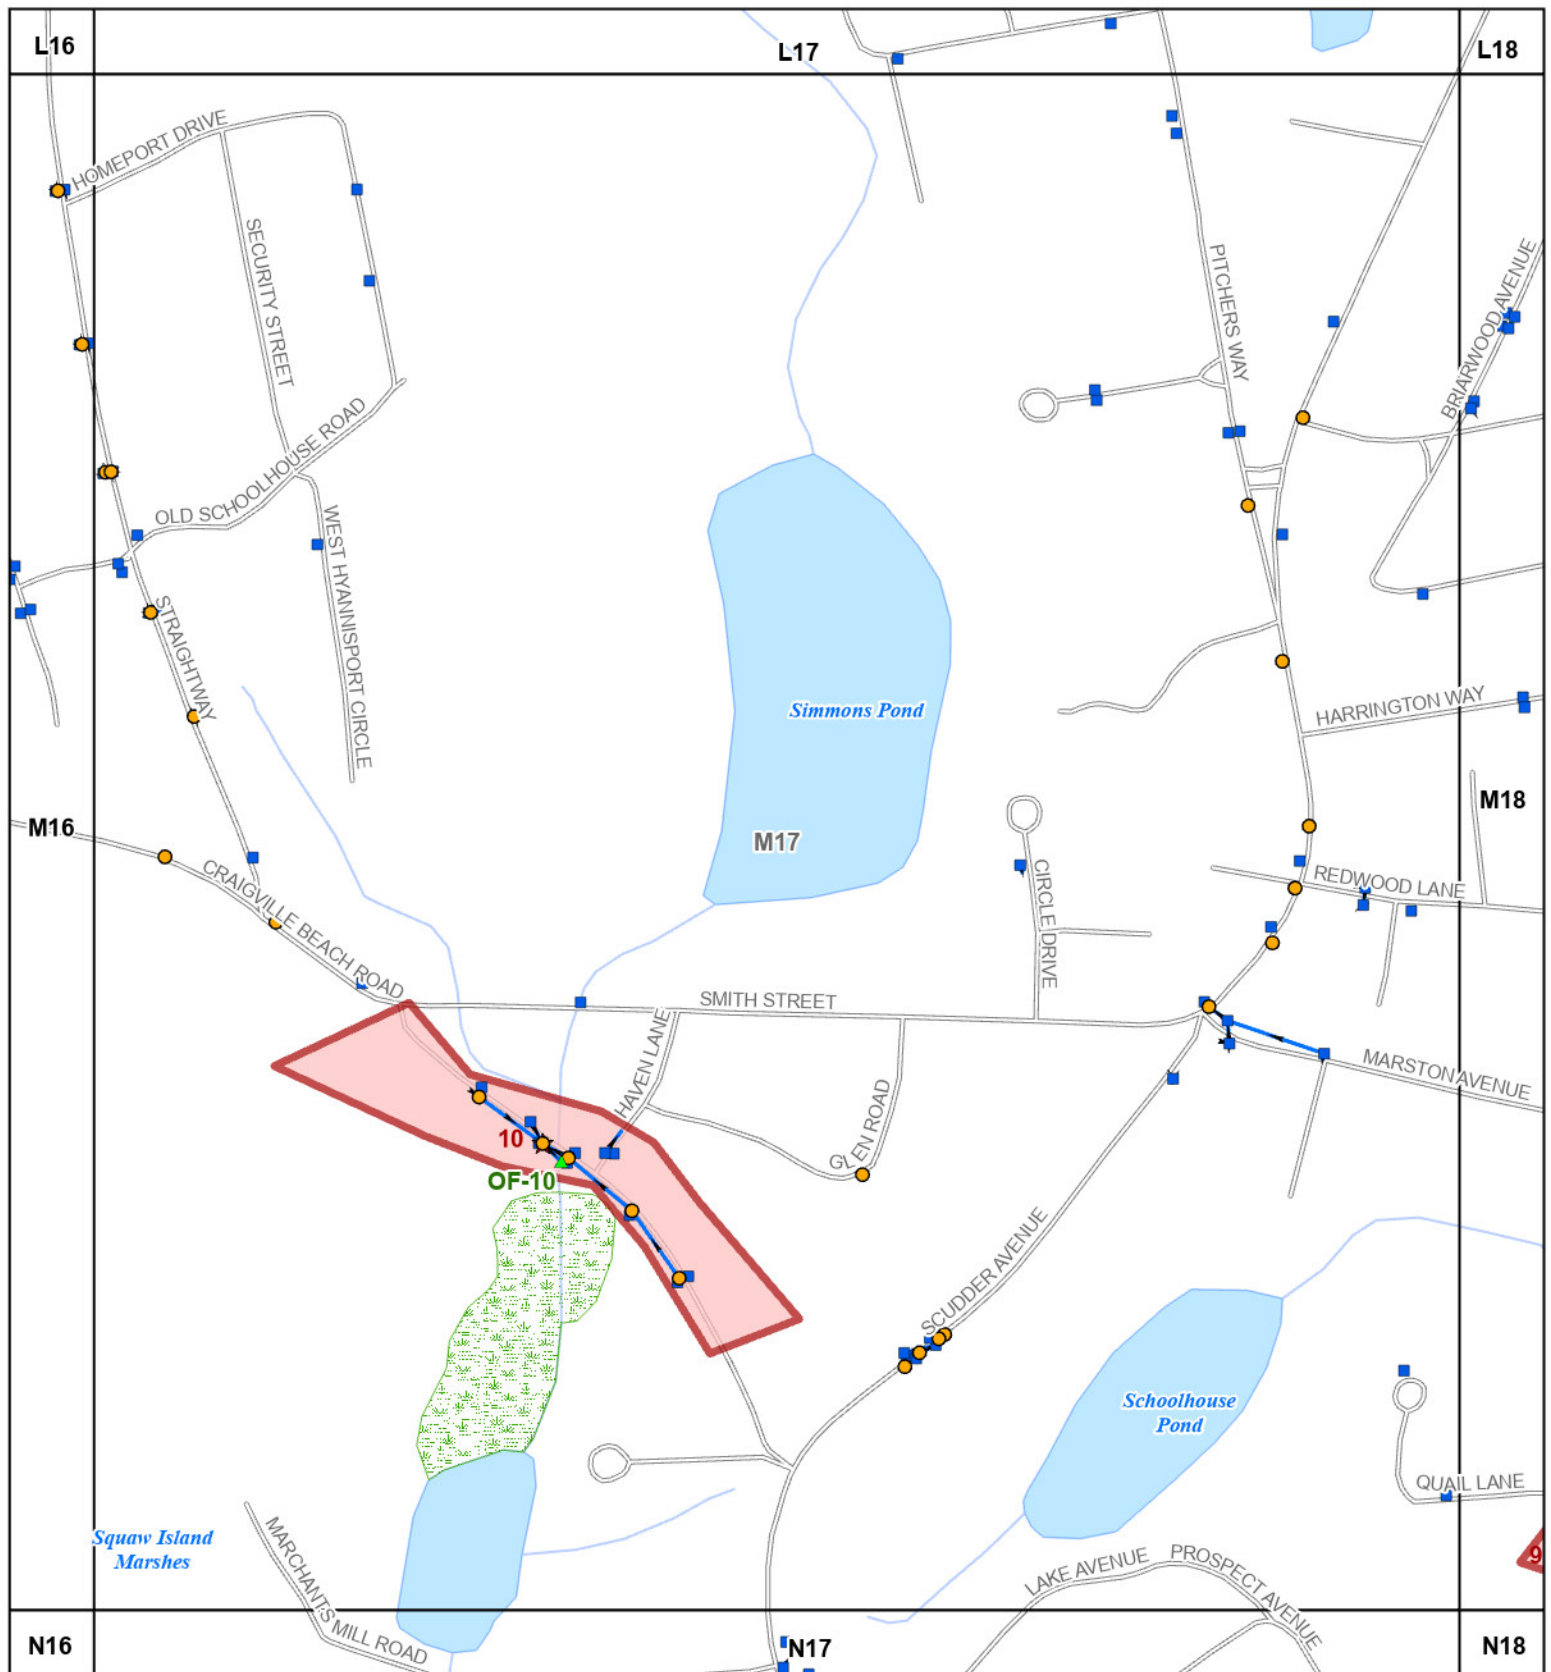 L16
L17
L18
HOMEPORT DRIVE
SECURITY STREET
PITCHERS WAY
BRIARWOOD AVENUE
OLD SCHOOLHOUSE ROAD
WEST HYANNISPORT CIRCLE
STRAIGHTWAY
Simmons Pond
HARRINGTON WAY
M16
M17
M18
CRAIGVILLE BEACH ROAD
CIRCLE DRIVE
REDWOOD LANE
SMITH STREET
HAVEN LANE
MARSTON AVENUE
GLEN ROAD
10
OF-10
SCUDDER AVENUE
Schoolhouse
Pond
QUAIL LANE
Squaw Island
Marshes
MARCHANTS MILL ROAD
LAKE AVENUE
PROSPECT AVENUE
9
N16
N17
N18